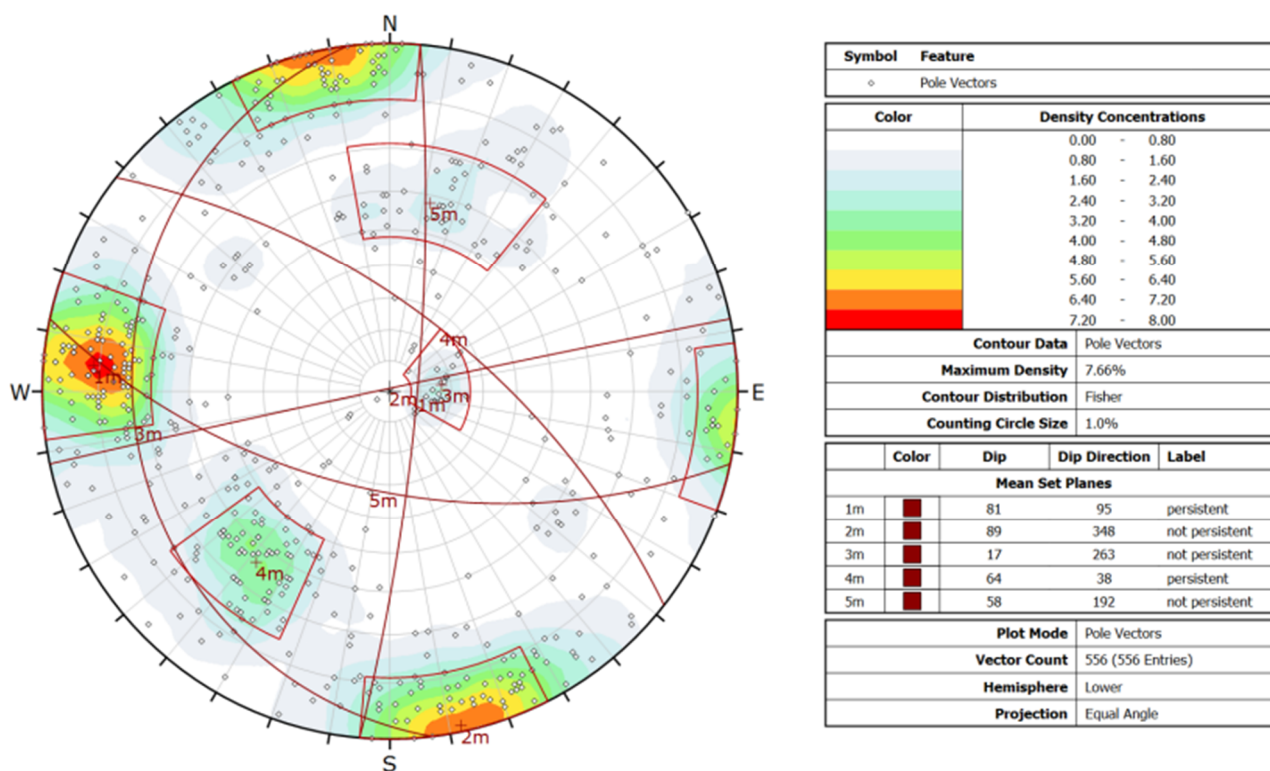 N
W
E
S
1m
2m
3m
4m
5m
5m
4m
3m
2m
1m
Symbol Feature
Pole Vectors
Color Density Concentrations
0.00 - 0.80
0.80 - 1.60
1.60 - 2.40
2.40 - 3.20
3.20 - 4.00
4.00 - 4.80
4.80 - 5.60
5.60 - 6.40
6.40 - 7.20
7.20 - 8.00
Contour Data Pole Vectors
Maximum Density 7.66%
Contour Distribution Fisher
Counting Circle Size 1.0%
Color Dip Dip Direction Label
Mean Set Planes
1m 81 95 persistent
2m 89 348 not persistent
3m 17 263 not persistent
4m 64 38 persistent
5m 58 192 not persistent
Plot Mode Pole Vectors
Vector Count 556 (556 Entries)
Hemisphere Lower
Projection Equal Angle